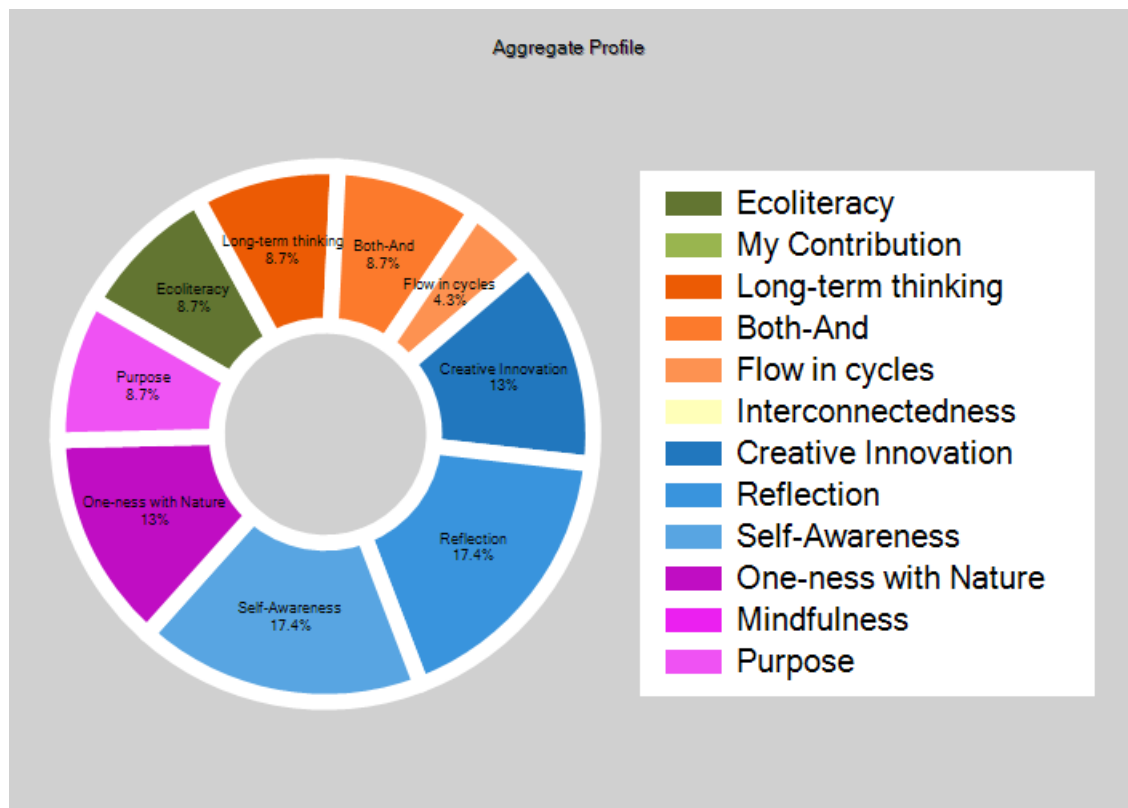 Aggregate Profile
Long-term thinking
8.7%
Both-And
8.7%
Flow in cycles
4.3%
Ecoliteracy
8.7%
Creative Innovation
13%
Purpose
8.7%
One-ness with Nature
13%
Reflection
17.4%
Self-Awareness
17.4%
Ecoliteracy
My Contribution
Long-term thinking
Both-And
Flow in cycles
Interconnectedness
Creative Innovation
Reflection
Self-Awareness
One-ness with Nature
Mindfulness
Purpose